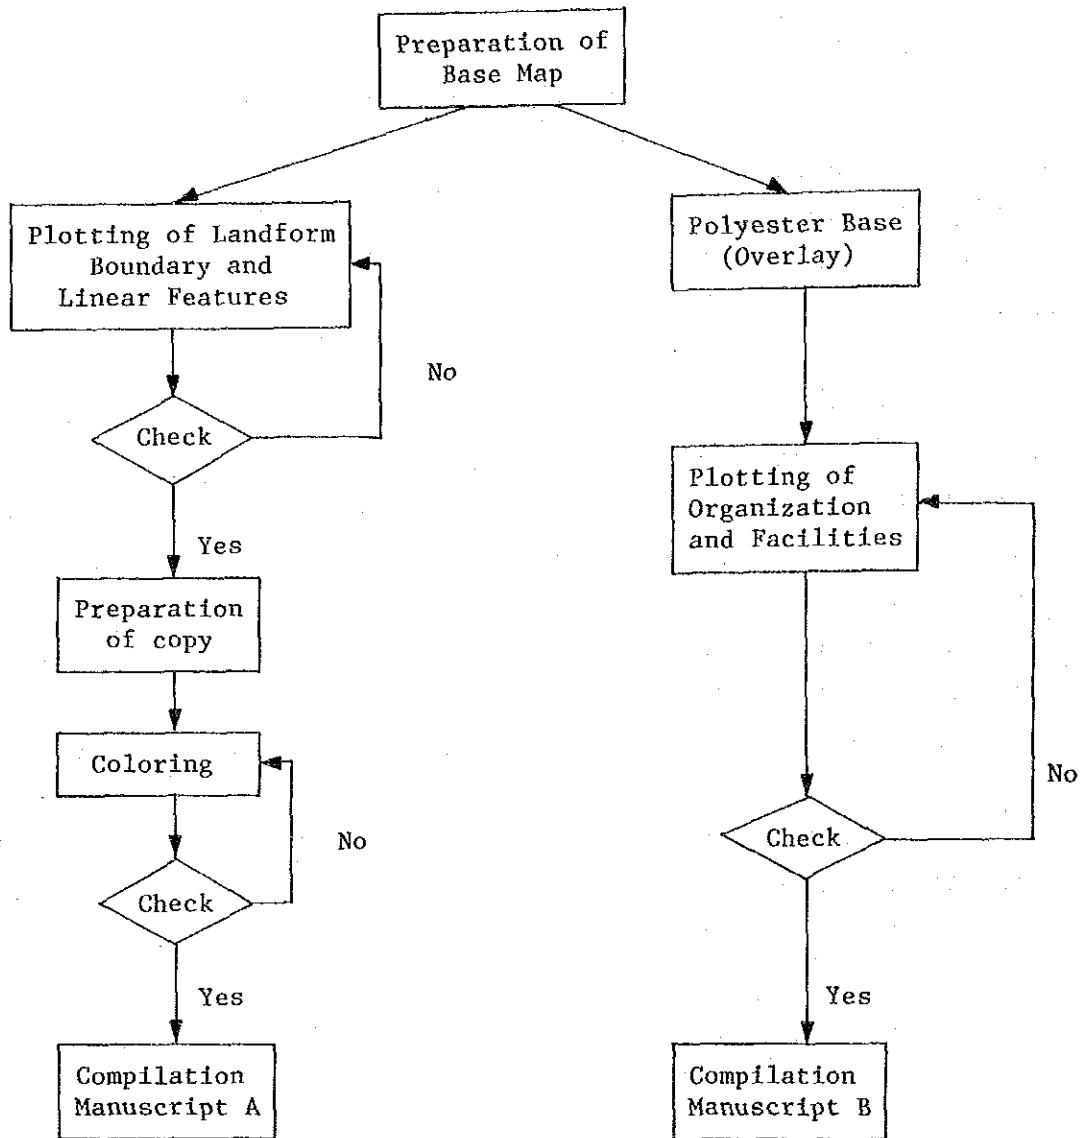 Preparation of
Base Map
Plotting of Landform
Boundary and
Linear Features
No
Check
Yes
Preparation
of copy
Coloring
No
Check
Yes
Compilation
Manuscript A
Polyester Base
(Overlay)
Plotting of
Organization
and Facilities
No
Check
Yes
Compilation
Manuscript B